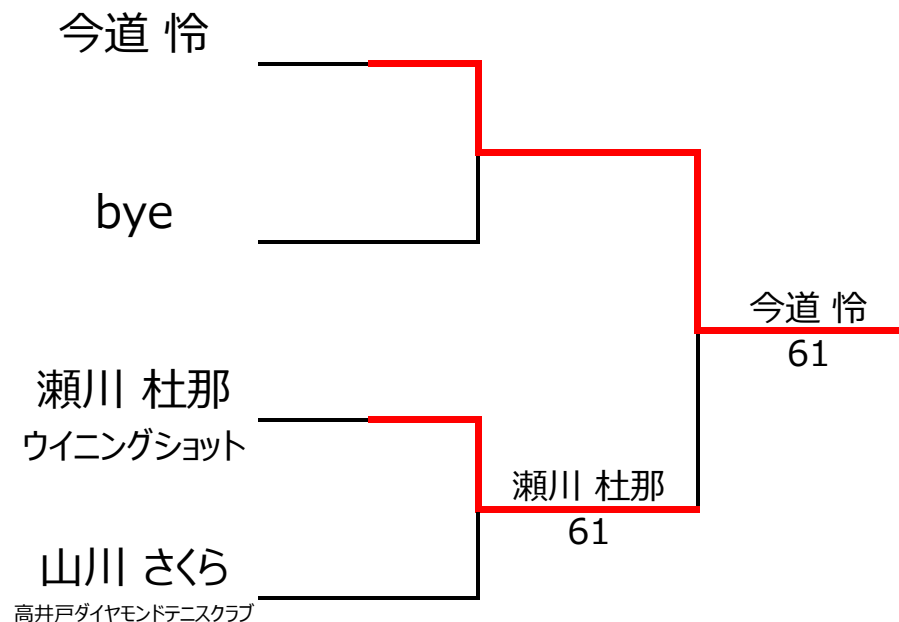 今道 怜
bye
瀬川 杜那
ウイニングショット
山川 さくら
高井戸ダイヤモンドテニスクラブ
瀬川 杜那
61
今道 怜
61